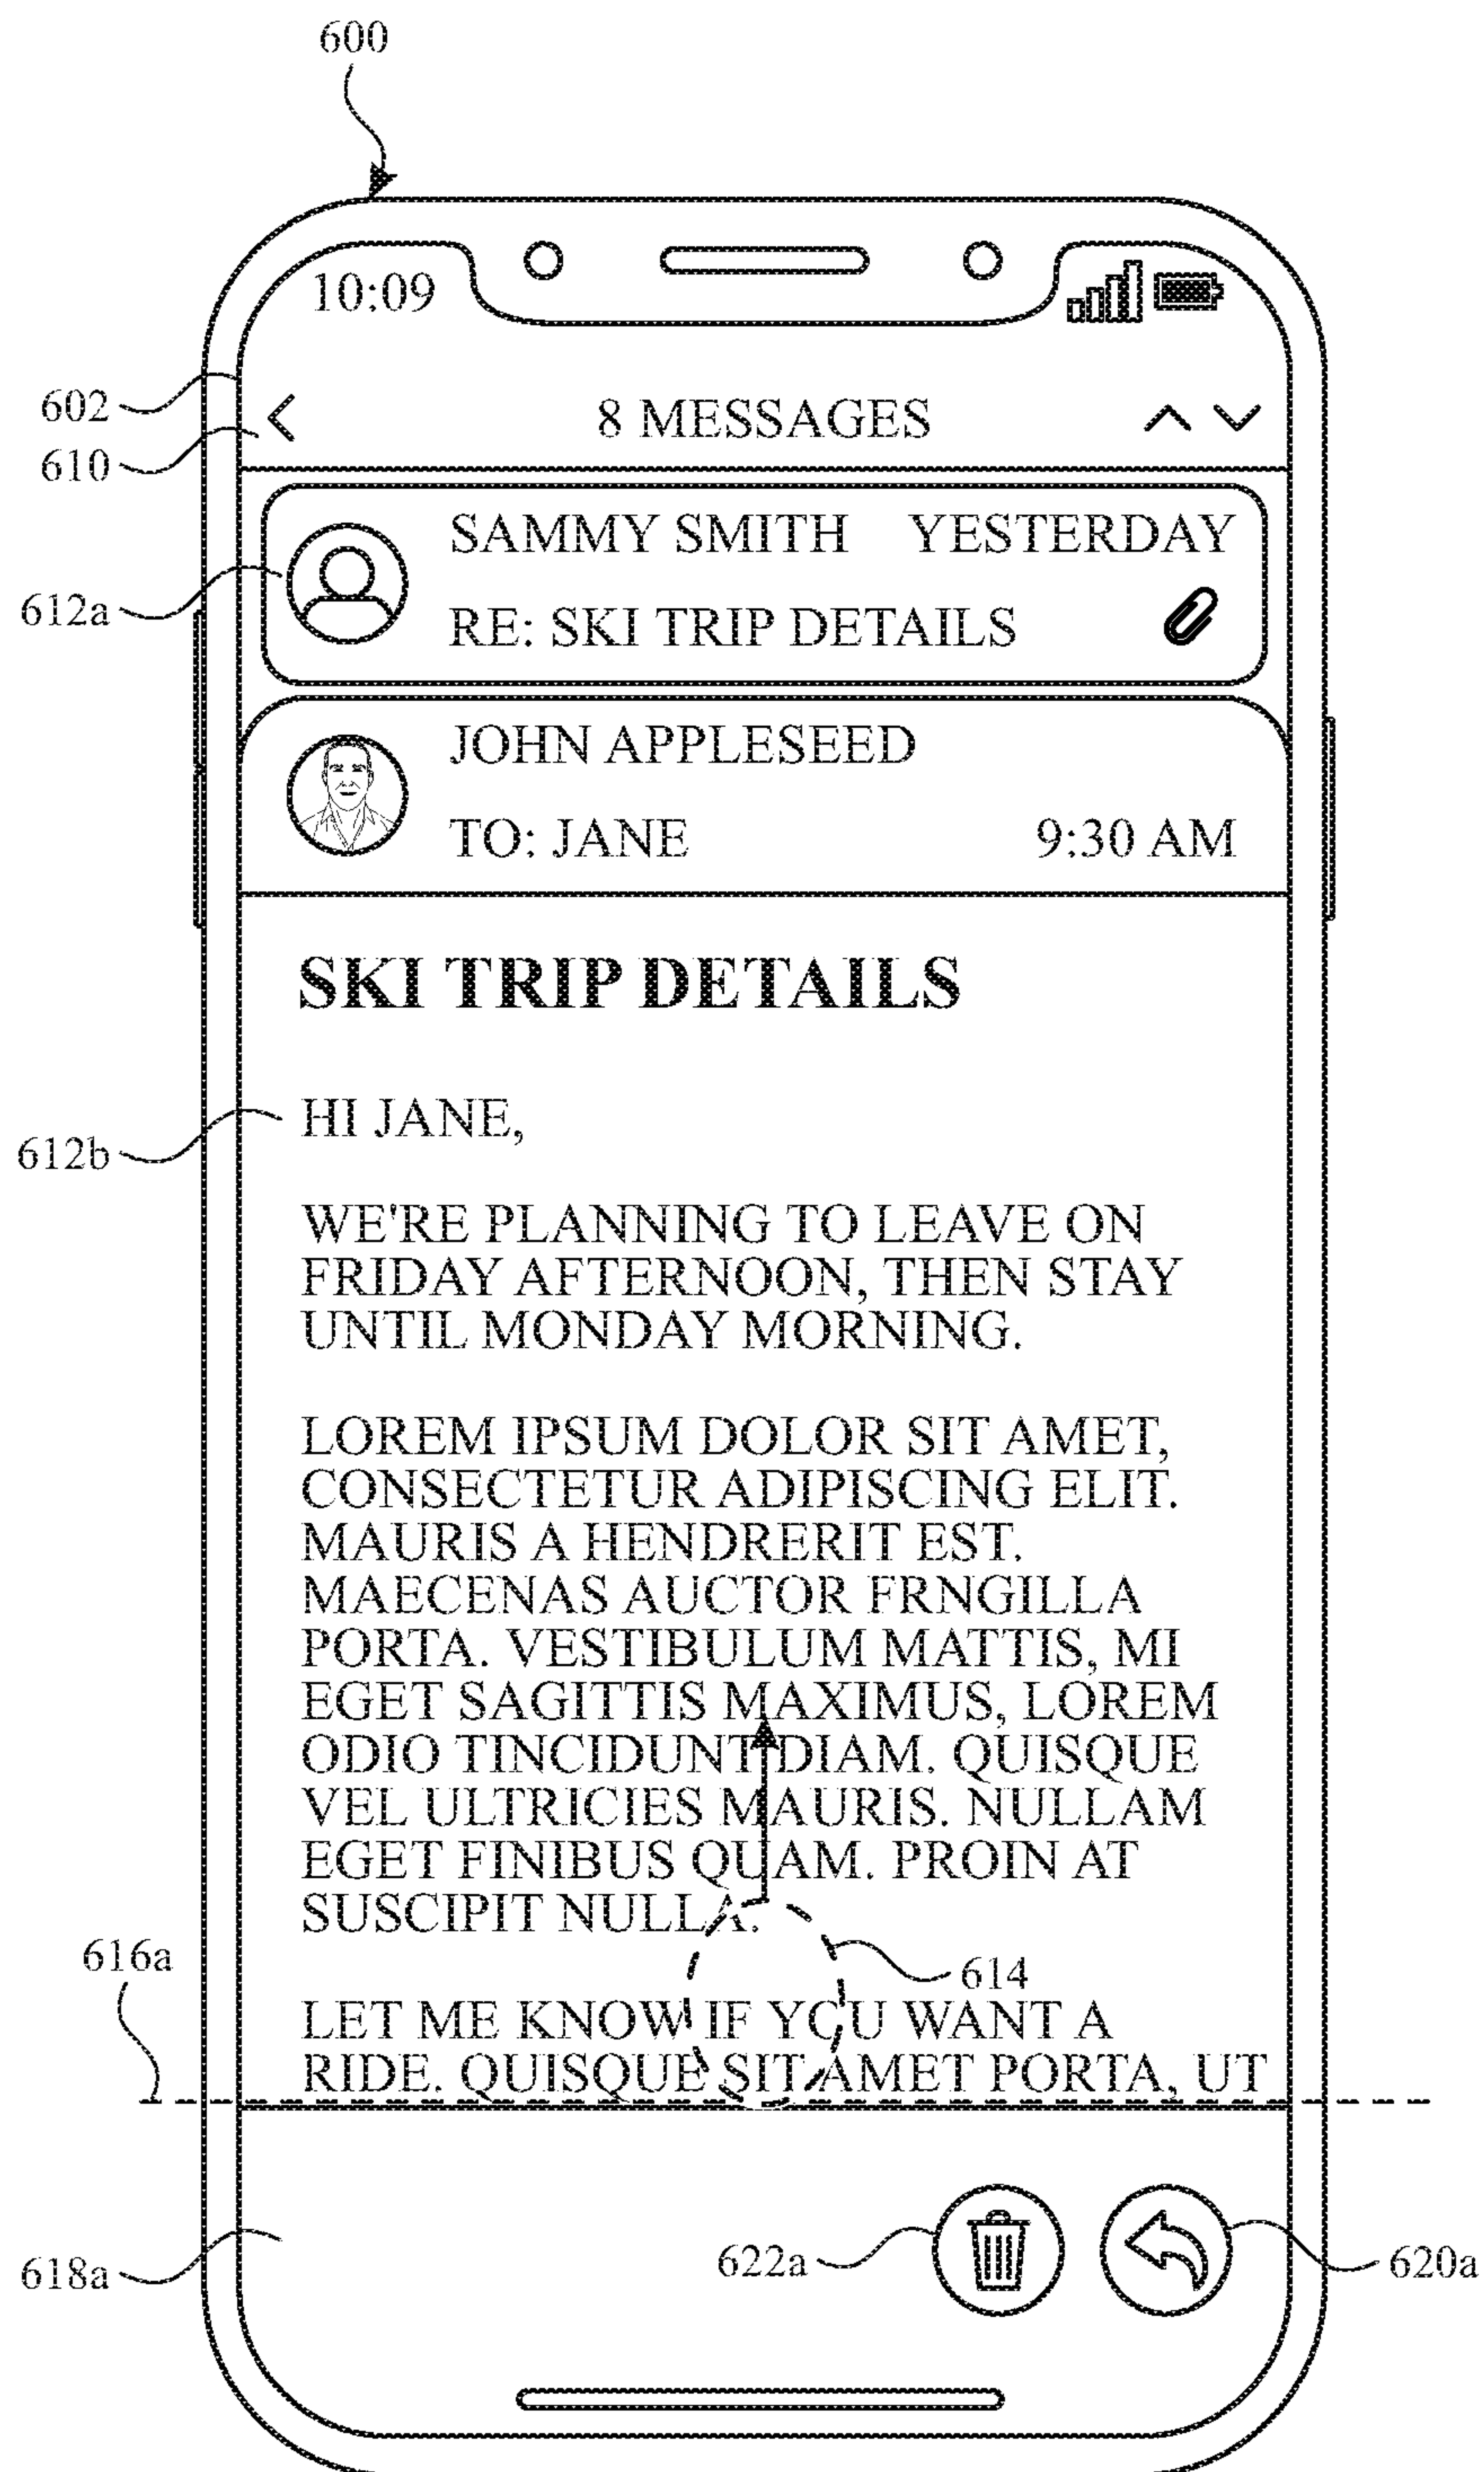 600
10:09
602
8 MESSAGES
610
SAMMY SMITH YESTERDAY
612a
RE: SKI TRIP DETAILS
JOHN APPLESEED
TO: JANE 9:30 AM
SKI TRIP DETAILS
HI JANE,
612b
WE'RE PLANNING TO LEAVE ON
FRIDAY AFTERNOON, THEN STAY
UNTIL MONDAY MORNING.
LOREM IPSUM DOLOR SIT AMET,
CONSECTETUR ADIPISCING ELIT.
MAURIS A HENDRERIT EST.
MAECENAS AUCTOR FRNGILLA
PORTA. VESTIBULUM MATTIS, MI
EGET SAGITTIS MAXIMUS, LOREM
ODIO TINCIDUNT DIAM. QUISQUE
VEL ULTRICIES MAURIS. NULLAM
EGET FINIBUS QUAM. PROIN AT
SUSCIPIT NULLA.
616a
614
LET ME KNOW IF YOU WANT A
RIDE. QUISQUE SIT AMET PORTA, UT
618a
622a
620a